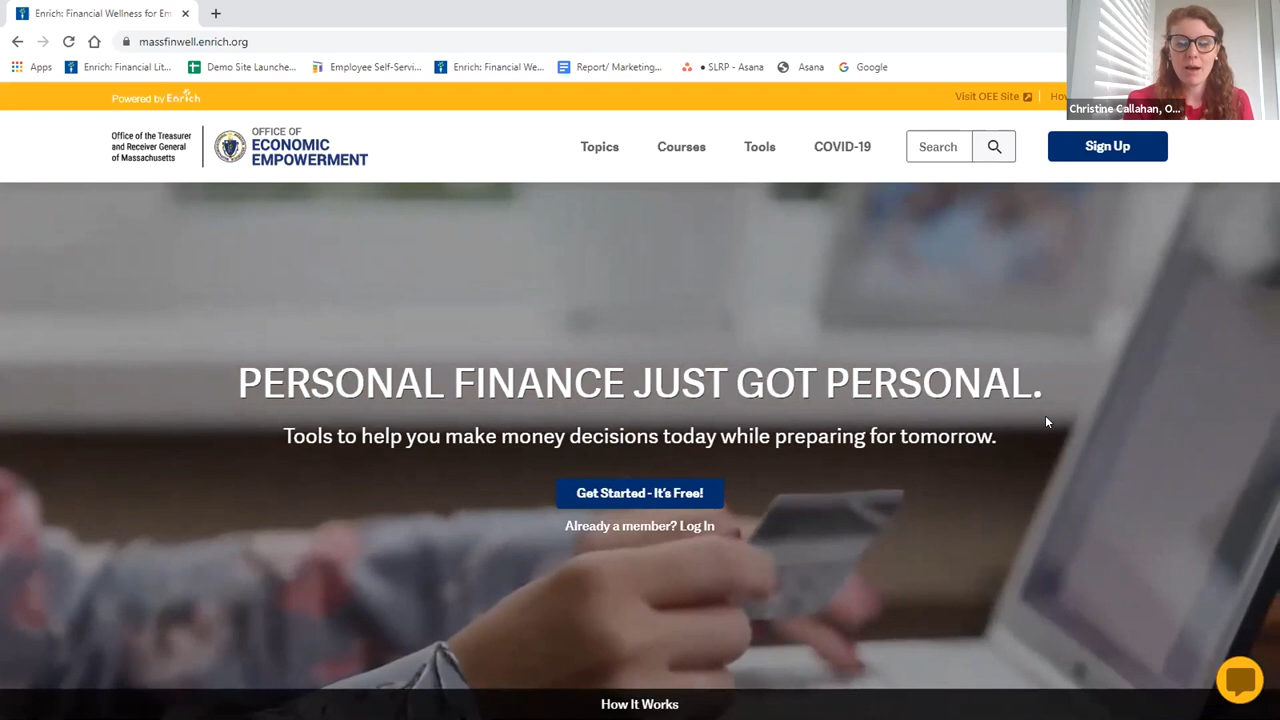 Enrich: Financial Wellness for En
massfinwell.enrich.org
Apps
Enrich: Financial Lit...
Demo Site Launche...
Employee Self-Servi...
Enrich: Financial We...
Report/ Marketing...
• SLRP - Asana
Asana
Google
Christine Callahan, O...
Powered by Enrich
Visit OEE Site
How
Office of the Treasurer
and Receiver General
of Massachusetts
OFFICE OF
ECONOMIC
EMPOWERMENT
Topics
Courses
Tools
COVID-19
Search
Sign Up
PERSONAL FINANCE JUST GOT PERSONAL.
Tools to help you make money decisions today while preparing for tomorrow.
Get Started - It's Free!
Already a member? Log In
How It Works